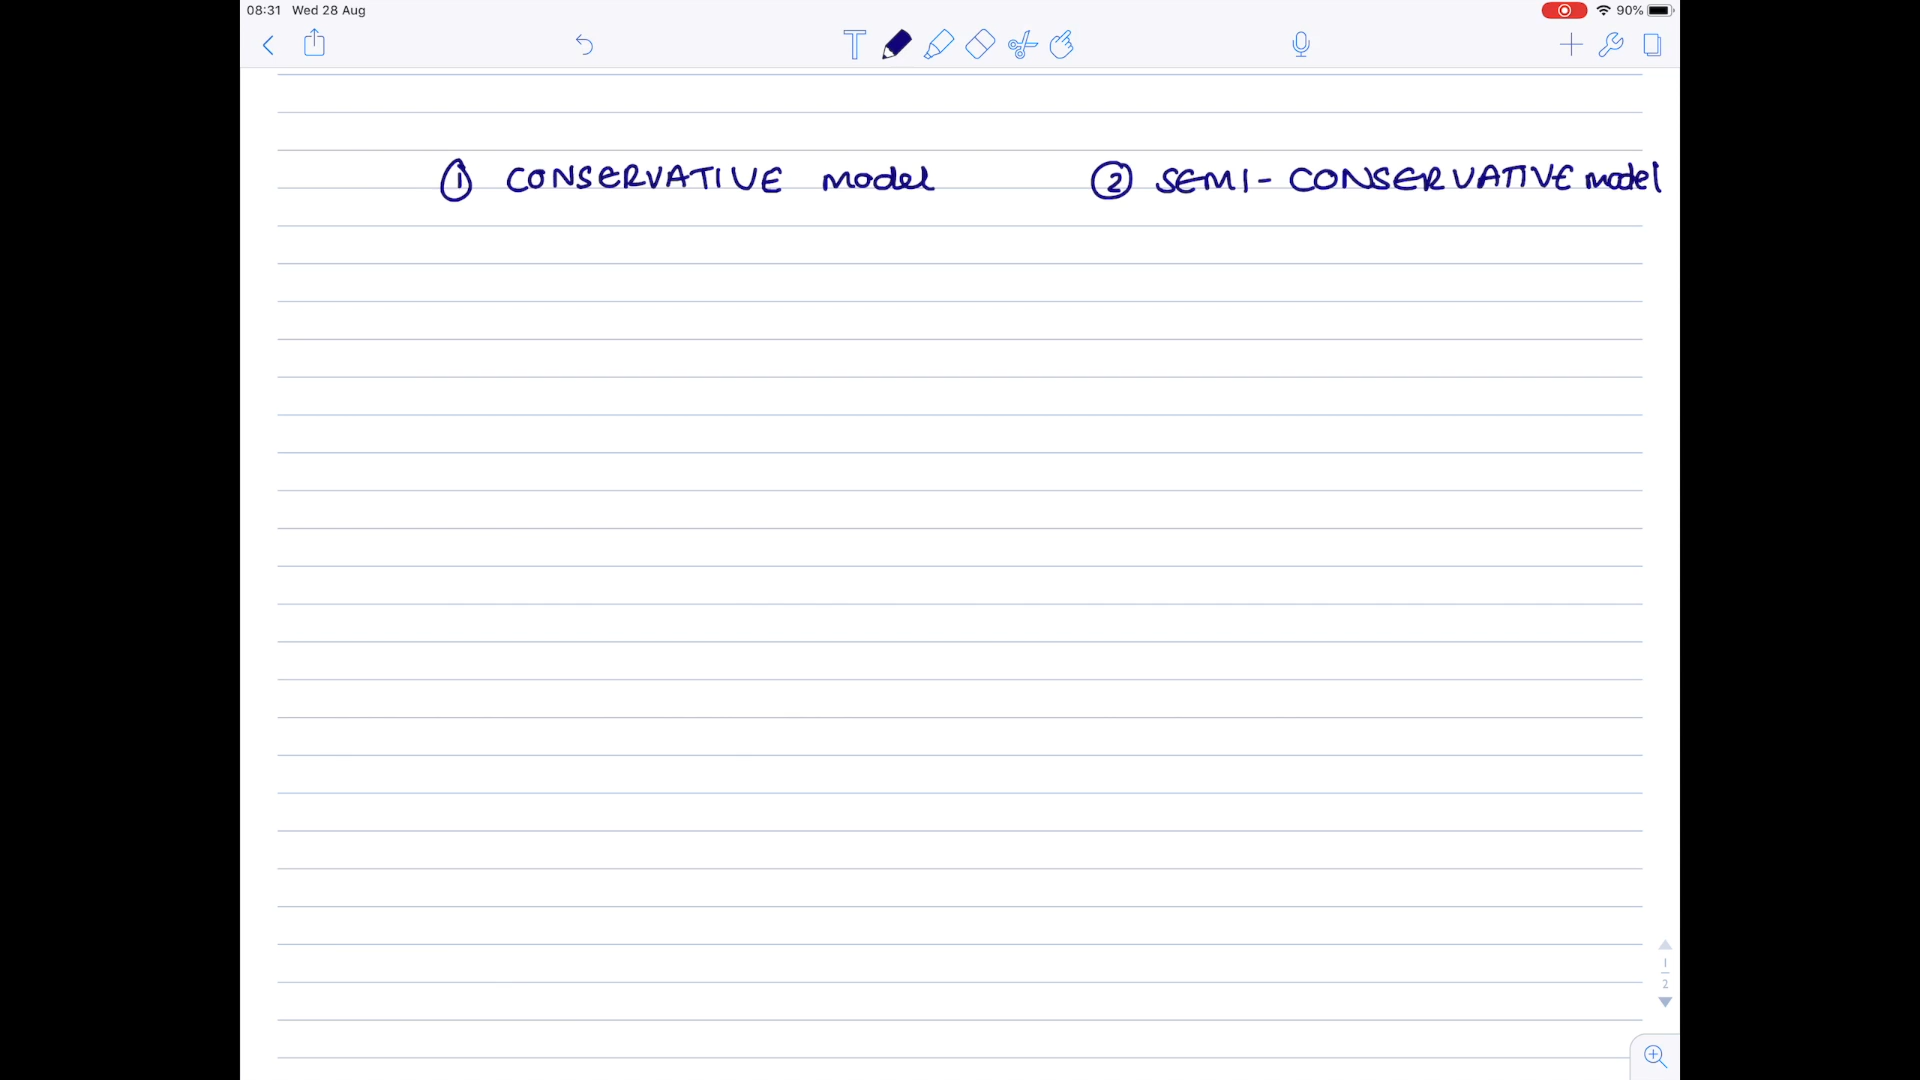 08:31 Wed 28 Aug 90%
T
① CONSERVATIVE model ② SEMI-CONSERVATIVE model
1
2